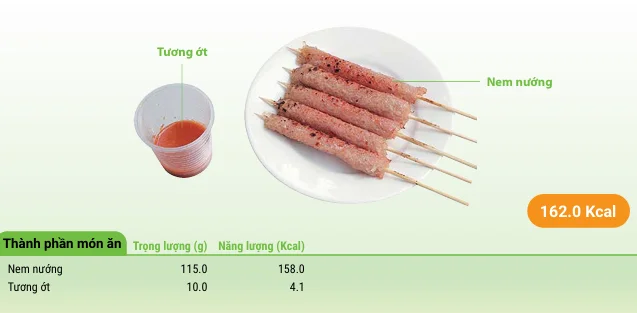 Tương ớt
Nem nướng
162.0 Kcal
Thành phần món ăn Trọng lượng (g) Năng lượng (Kcal)
Nem nướng 115.0 158.0
Tương ớt 10.0 4.1